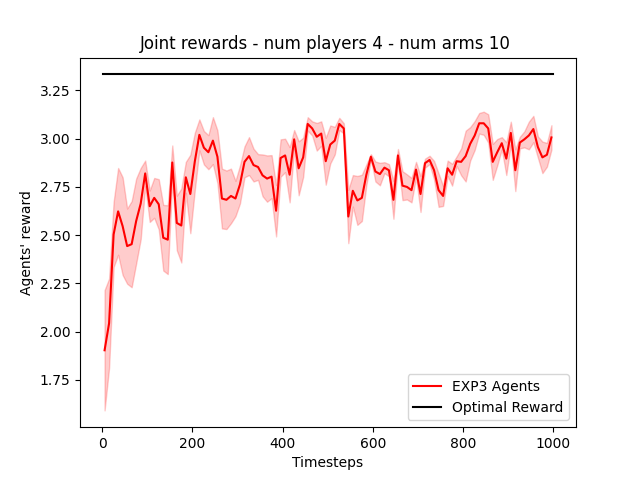 Joint rewards - num players 4 - num arms 10
Agents' reward
3.25
3.00
2.75
2.50
2.25
2.00
1.75
EXP3 Agents
Optimal Reward
0
200
400
600
800
1000
Timesteps